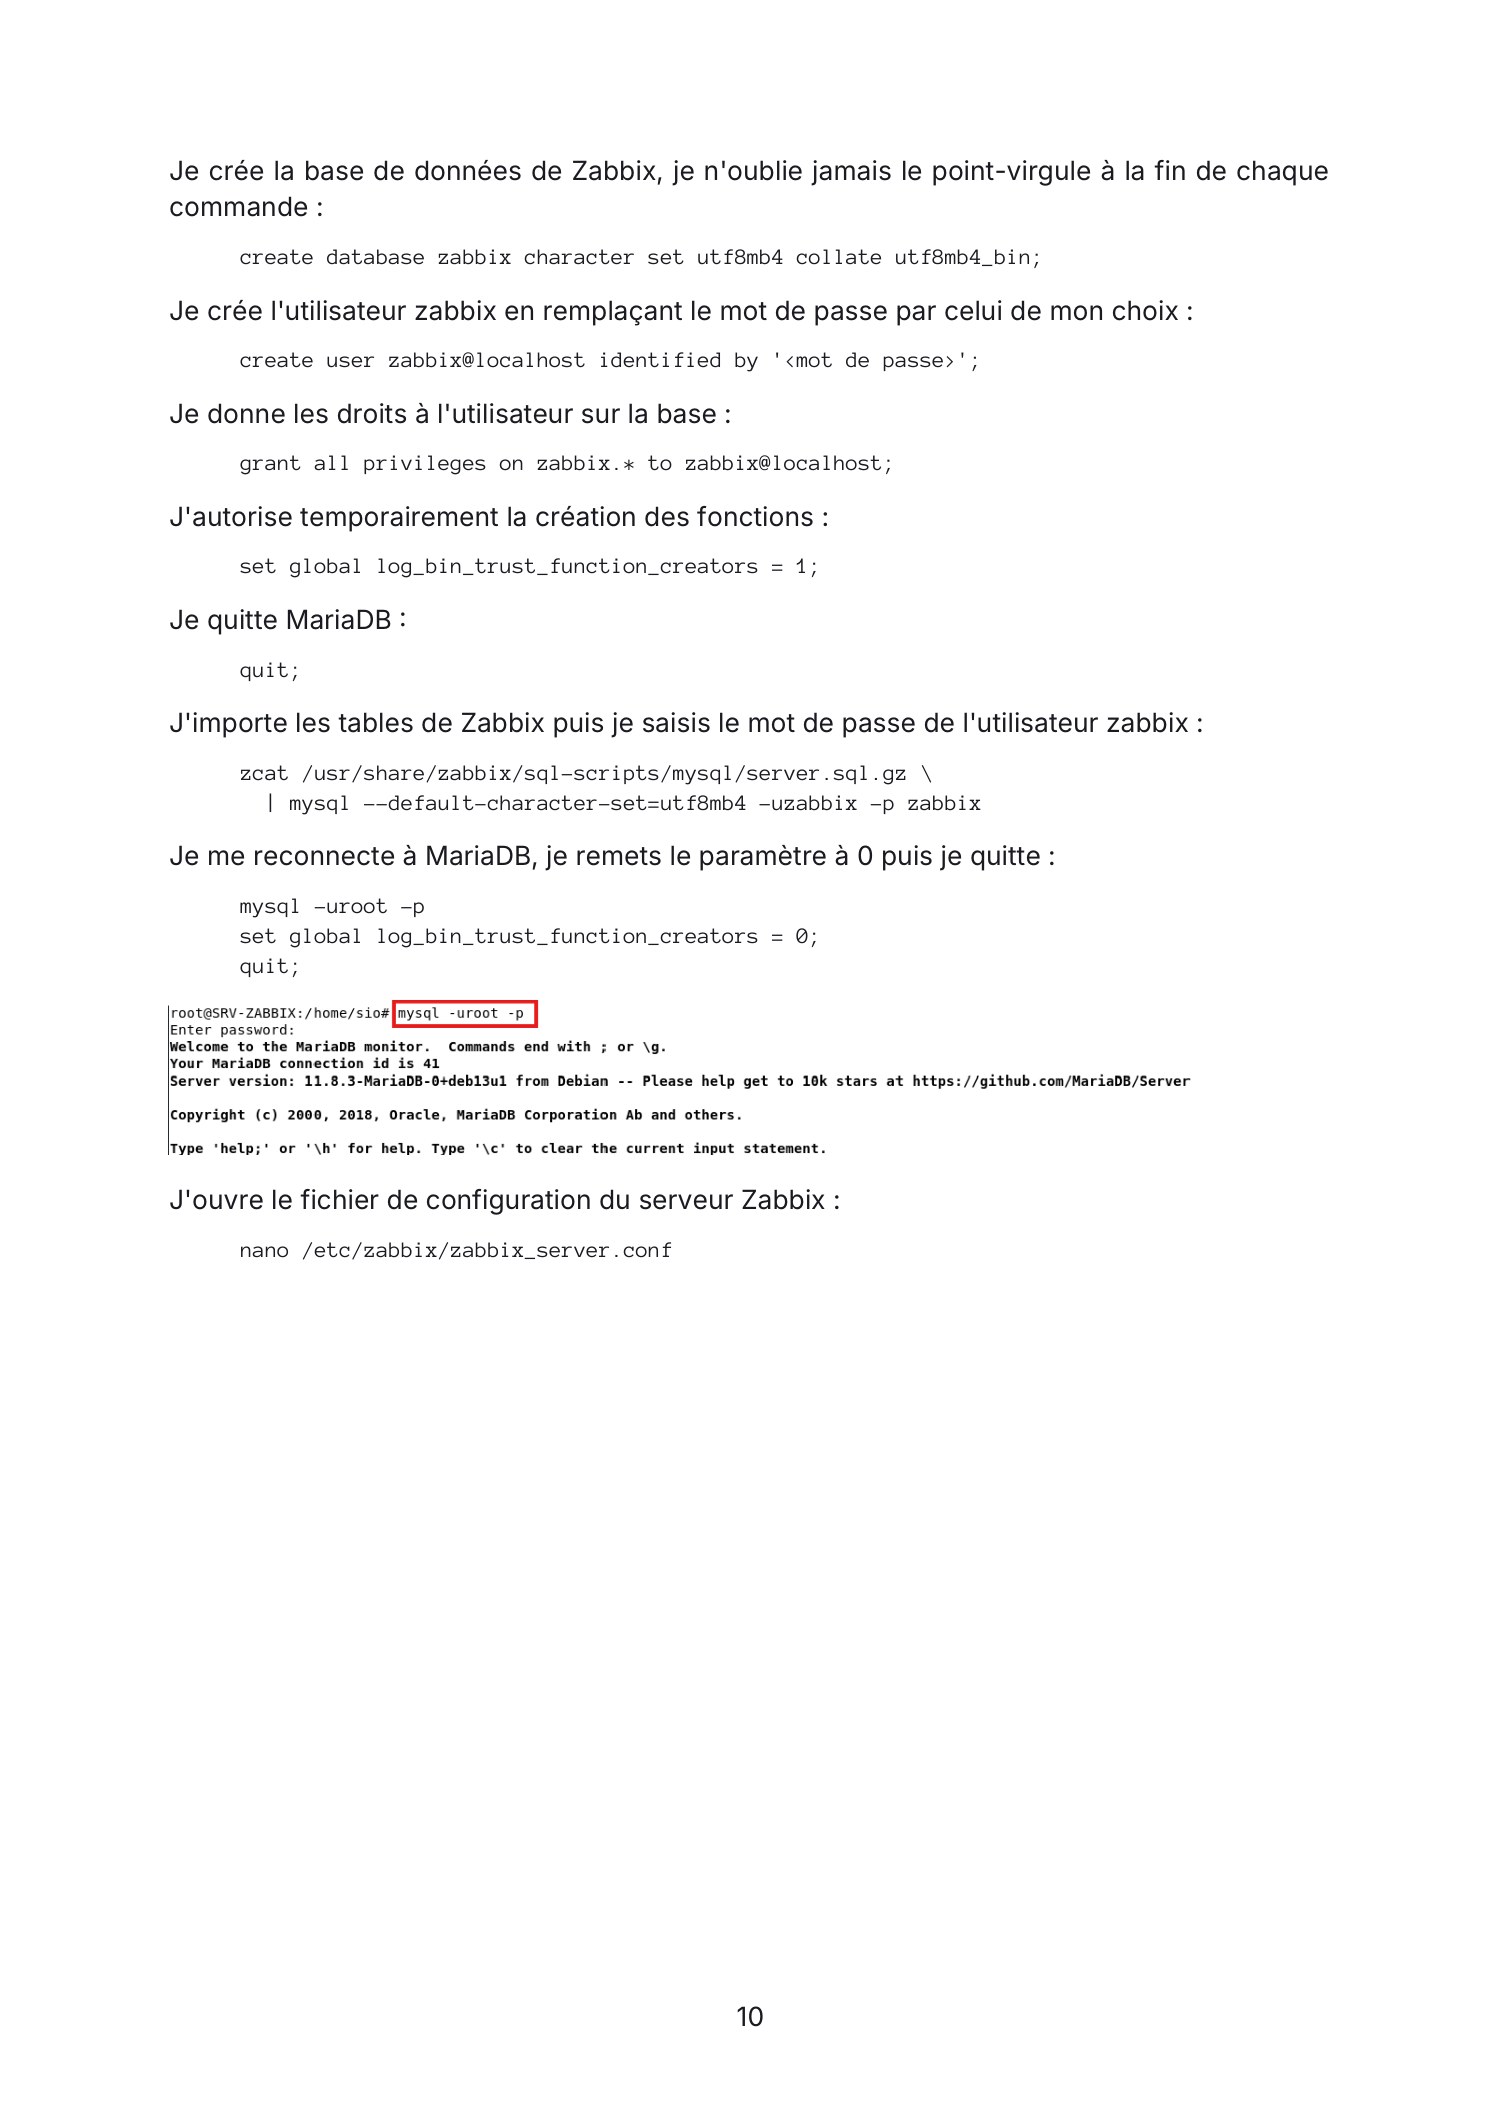 Je crée la base de données de Zabbix, je n'oublie jamais le point-virgule à la fin de chaque
commande :
create database zabbix character set utf8mb4 collate utf8mb4_bin;
Je crée l'utilisateur zabbix en remplaçant le mot de passe par celui de mon choix :
create user zabbix@localhost identified by '<mot de passe>';
Je donne les droits à l'utilisateur sur la base :
grant all privileges on zabbix.* to zabbix@localhost;
J'autorise temporairement la création des fonctions :
set global log_bin_trust_function_creators = 1;
Je quitte MariaDB :
quit;
J'importe les tables de Zabbix puis je saisis le mot de passe de l'utilisateur zabbix :
zcat /usr/share/zabbix/sql-scripts/mysql/server.sql.gz \
| mysql --default-character-set=utf8mb4 -uzabbix -p zabbix
Je me reconnecte à MariaDB, je remets le paramètre à 0 puis je quitte :
mysql -uroot -p
set global log_bin_trust_function_creators = 0;
quit;
root@SRV-ZABBIX:/home/sio# mysql -uroot -p
Enter password:
Welcome to the MariaDB monitor.  Commands end with ; or \g.
Your MariaDB connection id is 41
Server version: 11.8.3-MariaDB-0+deb13u1 from Debian -- Please help get to 10k stars at https://github.com/MariaDB/Server
Copyright (c) 2000, 2018, Oracle, MariaDB Corporation Ab and others.
Type 'help;' or '\h' for help. Type '\c' to clear the current input statement.
J'ouvre le fichier de configuration du serveur Zabbix :
nano /etc/zabbix/zabbix_server.conf
10